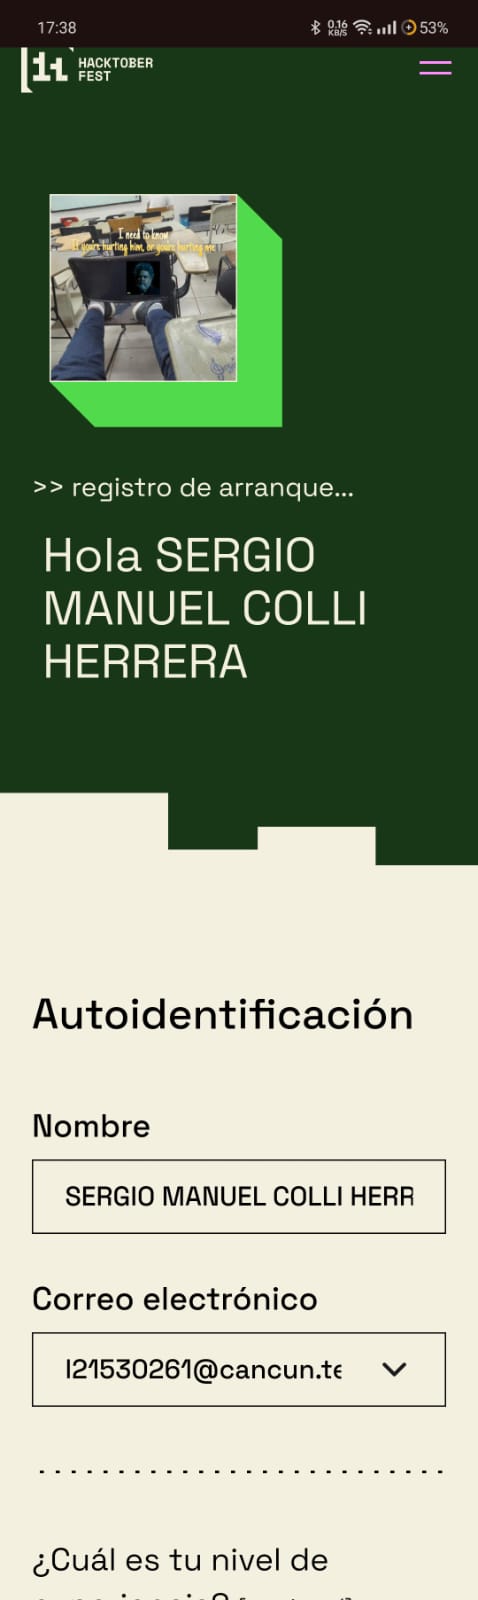 17:38
0.16 KB/S
53%
HACKTOBER
FEST
I need to know
If you're hurting him, or you're hurting me
>> registro de arranque...
Hola SERGIO
MANUEL COLLI
HERRERA
Autoidentificación
Nombre
SERGIO MANUEL COLLI HERR
Correo electrónico
l21530261@cancun.te
¿Cuál es tu nivel de